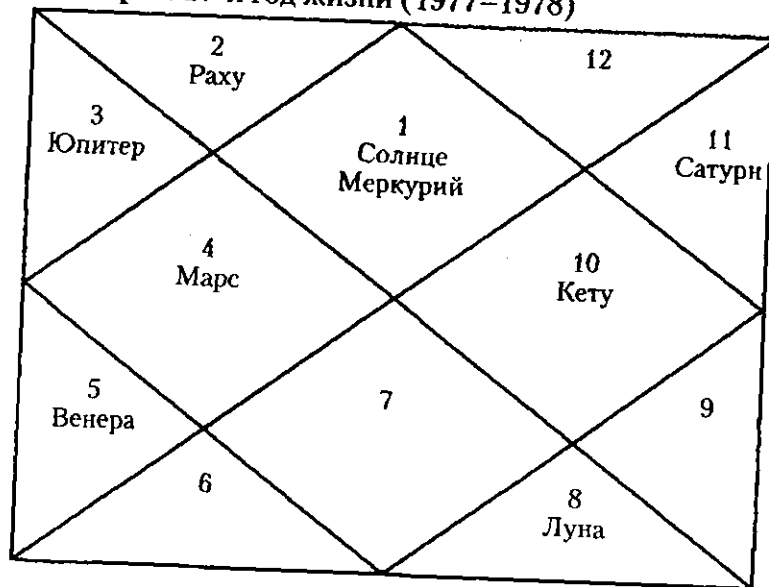 год жизни (1977–1978)
2
Раху
12
3
Юпитер
1
Солнце
Меркурий
11
Сатурн
4
Марс
10
Кету
5
Венера
7
9
6
8
Луна